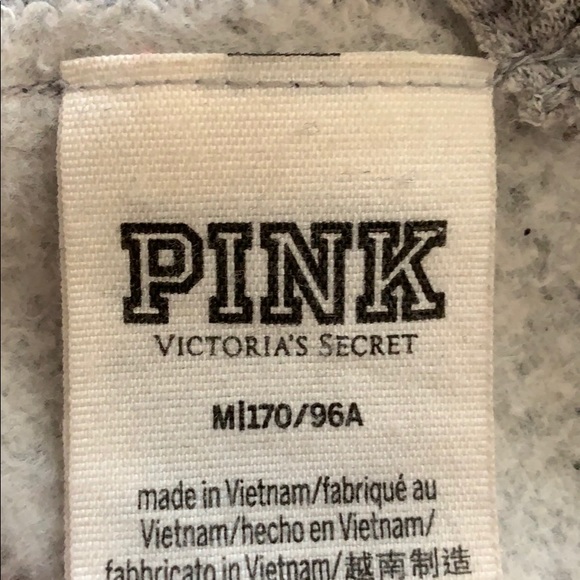 PINK
VICTORIA'S SECRET
M|170/96A
made in Vietnam/fabriqué au
Vietnam/hecho en Vietnam/
fabbricato in Vietnam/越南制造